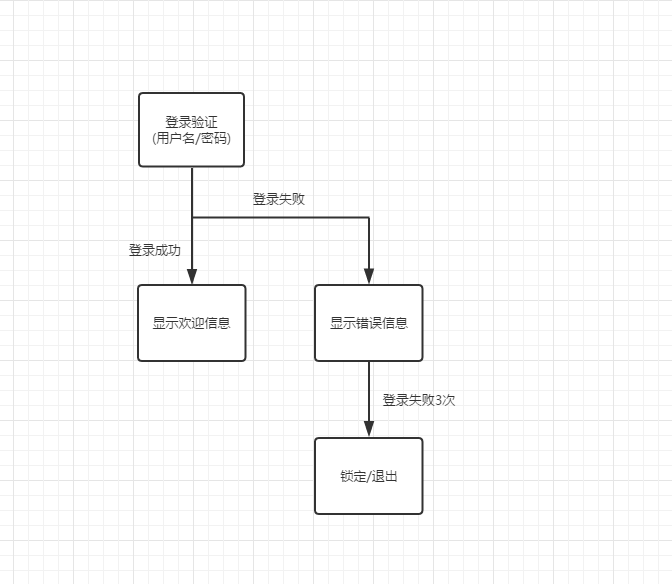 登录验证
(用户名/密码)
登录失败
登录成功
显示欢迎信息
显示错误信息
登录失败3次
锁定/退出